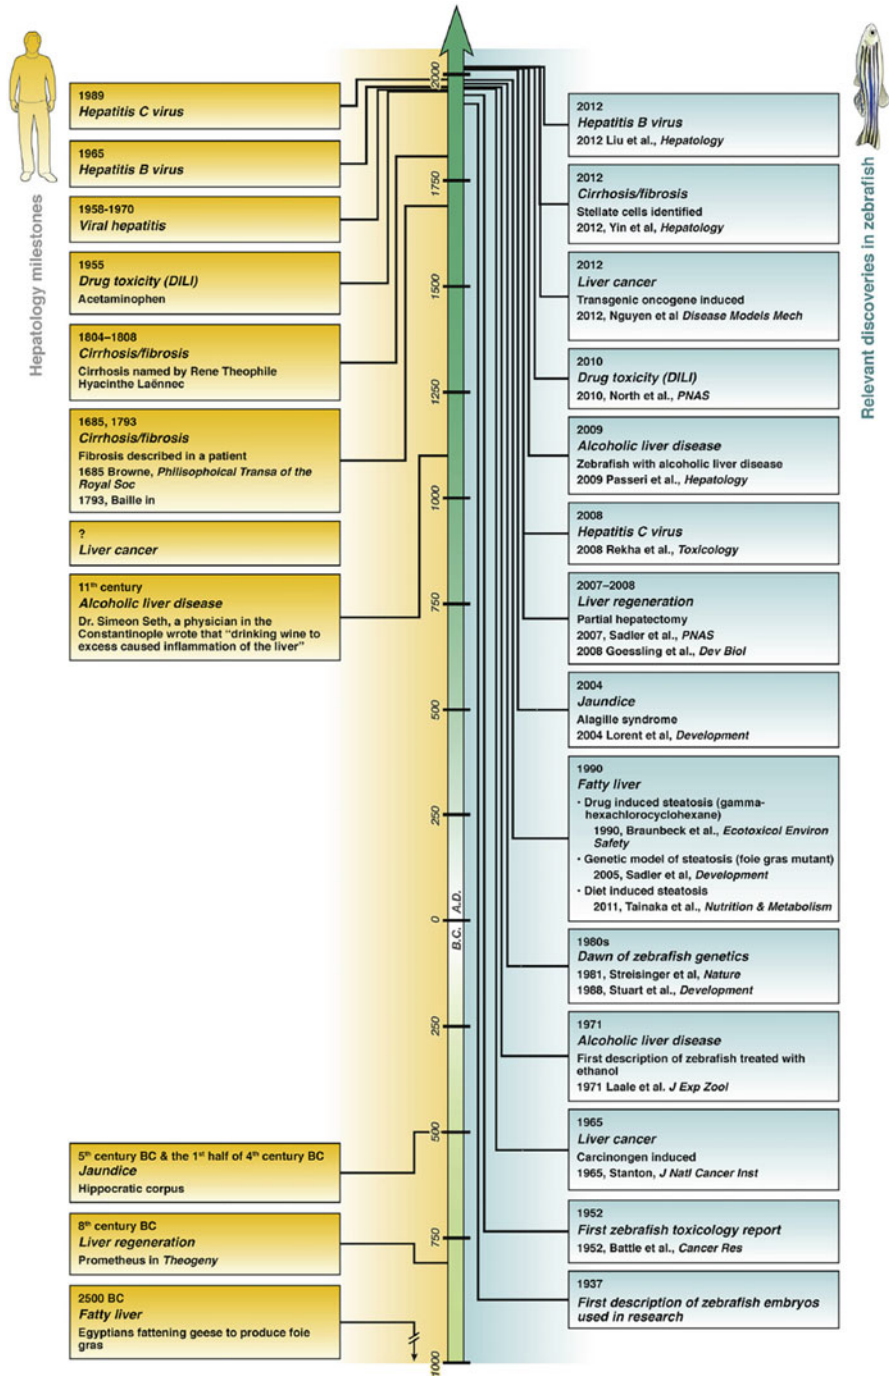 Hepatology milestones
1989
Hepatitis C virus
1965
Hepatitis B virus
1958-1970
Viral hepatitis
1955
Drug toxicity (DILI)
Acetaminophen
1804–1808
Cirrhosis/fibrosis
Cirrhosis named by Rene Theophile
Hyacinthe Laënnec
1685, 1793
Cirrhosis/fibrosis
Fibrosis described in a patient
1685 Browne, Philisophoical Transa of the
Royal Soc
1793, Baille in
?
Liver cancer
11th century
Alcoholic liver disease
Dr. Simeon Seth, a physician in the
Constantinople wrote that “drinking wine to
excess caused inflammation of the liver”
5th century BC & the 1st half of 4th century BC
Jaundice
Hippocratic corpus
8th century BC
Liver regeneration
Prometheus in Theogeny
2500 BC
Fatty liver
Egyptians fattening geese to produce foie
gras
2000
1750
1500
1250
1000
750
500
250
A.D.
0
B.C.
250
500
750
1000
Relevant discoveries in zebrafish
2012
Hepatitis B virus
2012 Liu et al., Hepatology
2012
Cirrhosis/fibrosis
Stellate cells identified
2012, Yin et al, Hepatology
2012
Liver cancer
Transgenic oncogene induced
2012, Nguyen et al Disease Models Mech
2010
Drug toxicity (DILI)
2010, North et al., PNAS
2009
Alcoholic liver disease
Zebrafish with alcoholic liver disease
2009 Passeri et al., Hepatology
2008
Hepatitis C virus
2008 Rekha et al., Toxicology
2007–2008
Liver regeneration
Partial hepatectomy
2007, Sadler et al., PNAS
2008 Goessling et al., Dev Biol
2004
Jaundice
Alagille syndrome
2004 Lorent et al, Development
1990
Fatty liver
• Drug induced steatosis (gamma-
hexachlorocyclohexane)
1990, Braunbeck et al., Ecotoxicol Environ
Safety
• Genetic model of steatosis (foie gras mutant)
2005, Sadler et al, Development
• Diet induced steatosis
2011, Tainaka et al., Nutrition & Metabolism
1980s
Dawn of zebrafish genetics
1981, Streisinger et al, Nature
1988, Stuart et al., Development
1971
Alcoholic liver disease
First description of zebrafish treated with
ethanol
1971 Laale et al. J Exp Zool
1965
Liver cancer
Carcinongen induced
1965, Stanton, J Natl Cancer Inst
1952
First zebrafish toxicology report
1952, Battle et al., Cancer Res
1937
First description of zebrafish embryos
used in research